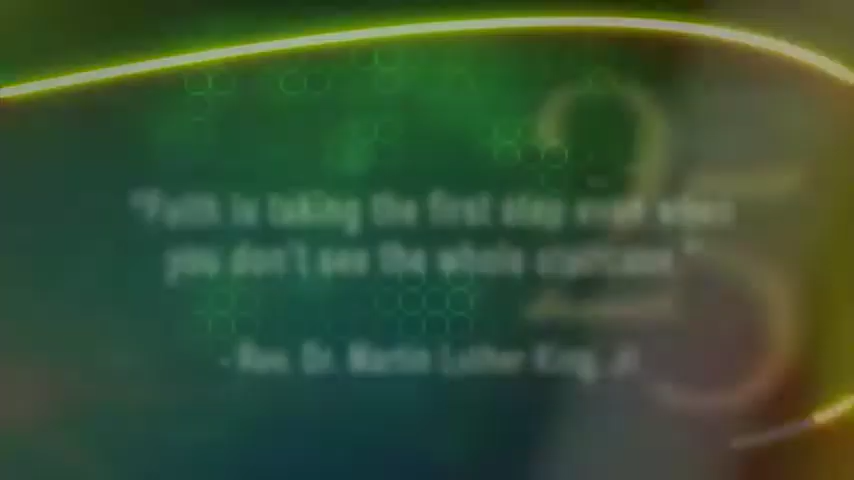 "Faith is taking the first step even when
you don't see the whole staircase."
- Rev. Dr. Martin Luther King, Jr.
25